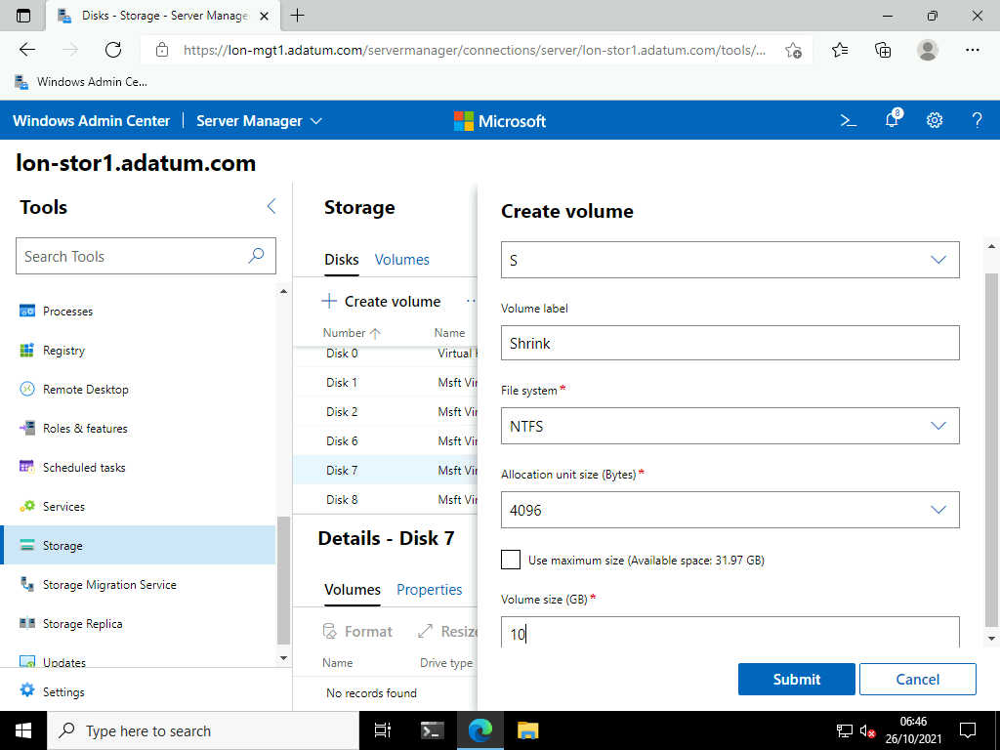 Disks - Storage - Server Manage
https://lon-mgt1.adatum.com/servermanager/connections/server/lon-stor1.adatum.com/tools/...
Windows Admin Ce...
Windows Admin Center
Server Manager
Microsoft
8
?
lon-stor1.adatum.com
Tools
Search Tools
Processes
Registry
Remote Desktop
Roles & features
Scheduled tasks
Services
Storage
Storage Migration Service
Storage Replica
Updates
Settings
Storage
Disks Volumes
Create volume
Number Name
Disk 0 Virtual
Disk 1 Msft Vir
Disk 2 Msft Vir
Disk 6 Msft Vir
Disk 7 Msft Vir
Disk 8 Msft Vir
Details - Disk 7
Volumes Properties
Format Resize
Name Drive type
No records found
Create volume
S
Volume label
Shrink
File system*
NTFS
Allocation unit size (Bytes)*
4096
Use maximum size (Available space: 31.97 GB)
Volume size (GB)*
10
Submit Cancel
Type here to search
06:46
26/10/2021